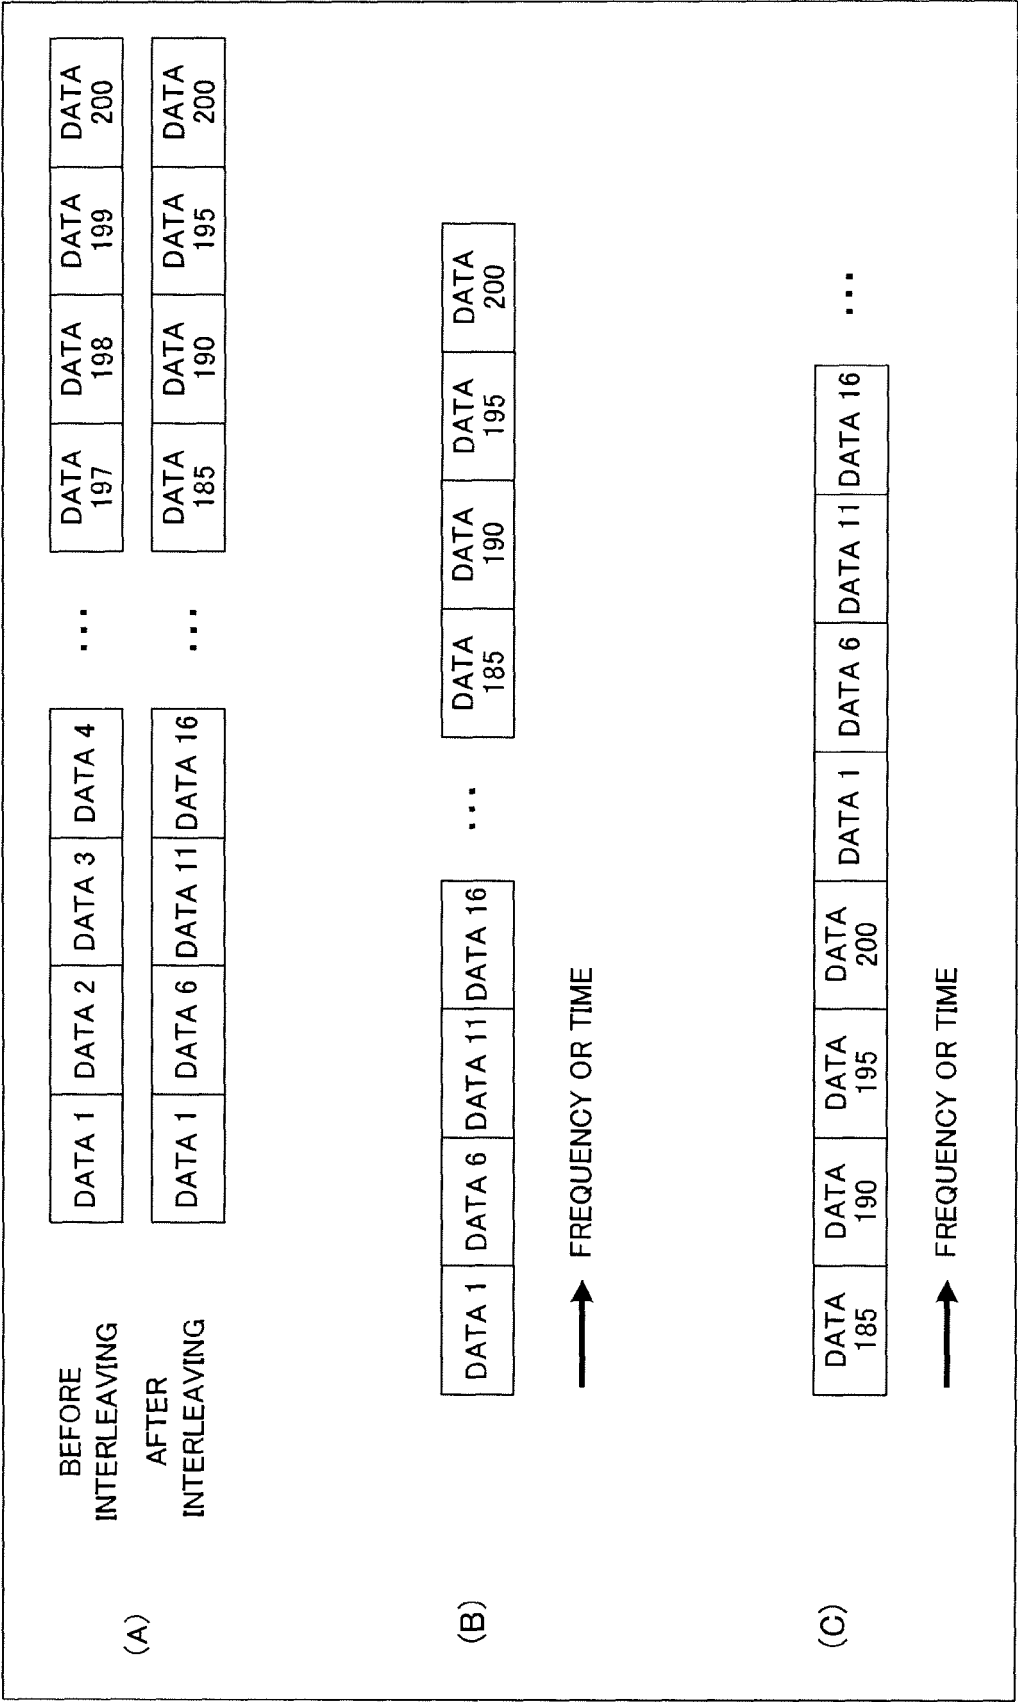 (A)
BEFORE
INTERLEAVING
DATA 1
DATA 2
DATA 3
DATA 4
...
DATA
197
DATA
198
DATA
199
DATA
200
AFTER
INTERLEAVING
DATA 1
DATA 6
DATA 11
DATA 16
...
DATA
185
DATA
190
DATA
195
DATA
200
(B)
DATA 1
DATA 6
DATA 11
DATA 16
...
DATA
185
DATA
190
DATA
195
DATA
200
FREQUENCY OR TIME
(C)
DATA
185
DATA
190
DATA
195
DATA
200
DATA 1
DATA 6
DATA 11
DATA 16
...
FREQUENCY OR TIME